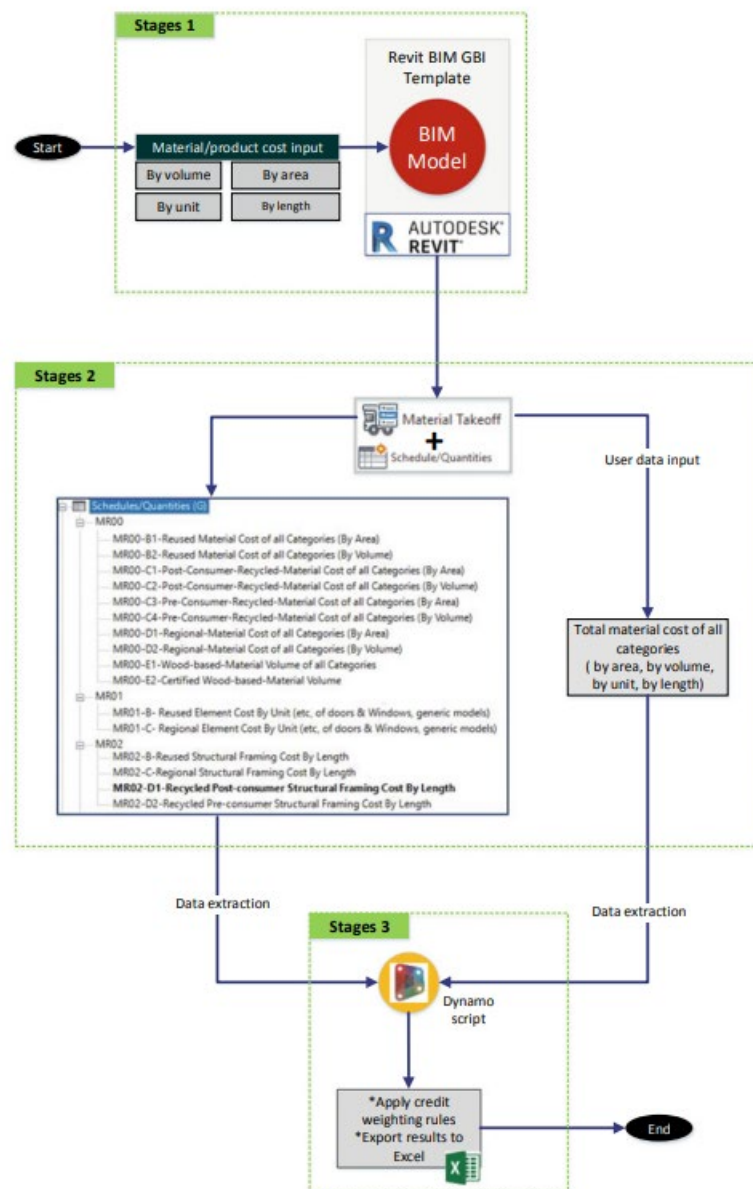 Stages 1
Revit BIM GBI
Template
BIM
Model
Start
Material/product cost input
By volume
By area
By unit
By length
R AUTODESK®
REVIT®
Stages 2
Material Takeoff
+
Schedule/Quantities
User data input
Schedules/Quantities (G)
MR00
MR00-B1-Reused Material Cost of all Categories (By Area)
MR00-B2-Reused Material Cost of all Categories (By Volume)
MR00-C1-Post-Consumer-Recycled-Material Cost of all Categories (By Area)
MR00-C2-Post-Consumer-Recycled-Material Cost of all Categories (By Volume)
MR00-C3-Pre-Consumer-Recycled-Material Cost of all Categories (By Area)
MR00-C4-Pre-Consumer-Recycled-Material Cost of all Categories (By Volume)
MR00-D1-Regional-Material Cost of all Categories (By Area)
MR00-D2-Regional-Material Cost of all Categories (By Volume)
MR00-E1-Wood-based-Material Volume of all Categories
MR00-E2-Certified Wood-based-Material Volume
MR01
MR01-B- Reused Element Cost By Unit (etc, of doors & Windows, generic models)
MR01-C- Regional Element Cost By Unit (etc, of doors & Windows, generic models)
MR02
MR02-B-Reused Structural Framing Cost By Length
MR02-C-Regional Structural Framing Cost By Length
MR02-D1-Recycled Post-consumer Structural Framing Cost By Length
MR02-D2-Recycled Pre-consumer Structural Framing Cost By Length
Total material cost of all
categories
( by area, by volume,
by unit, by length)
Data extraction
Data extraction
Stages 3
Dynamo
script
*Apply credit
weighting rules
*Export results to
Excel
X
End